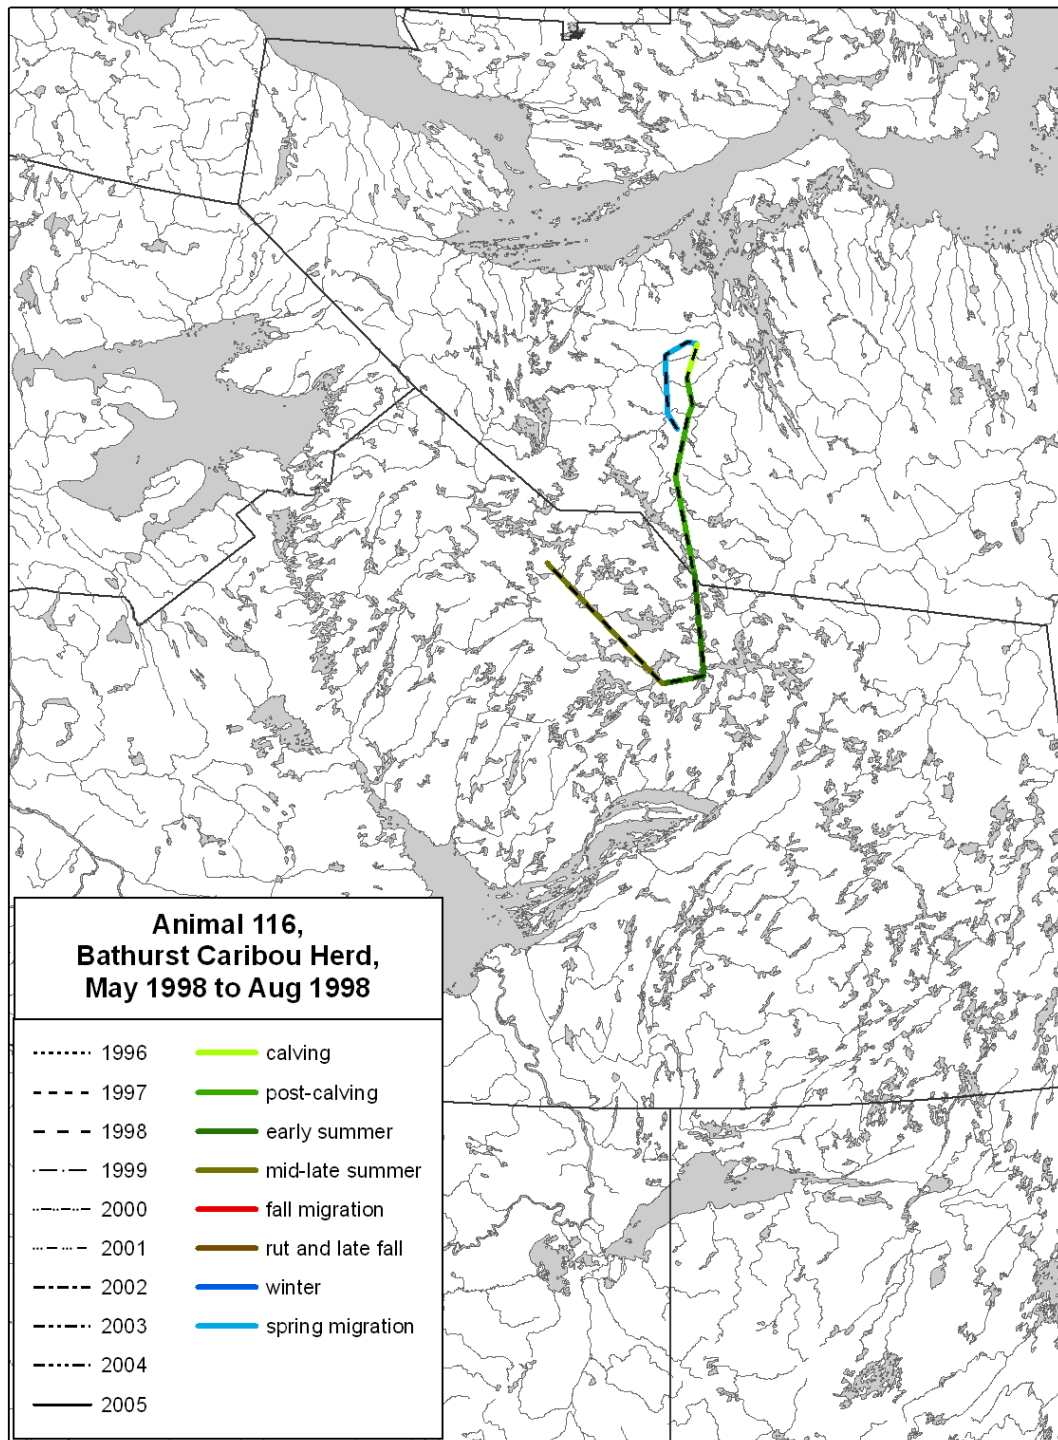 Animal 116,
Bathurst Caribou Herd,
May 1998 to Aug 1998
1996
1997
1998
1999
2000
2001
2002
2003
2004
2005
calving
post-calving
early summer
mid-late summer
fall migration
rut and late fall
winter
spring migration